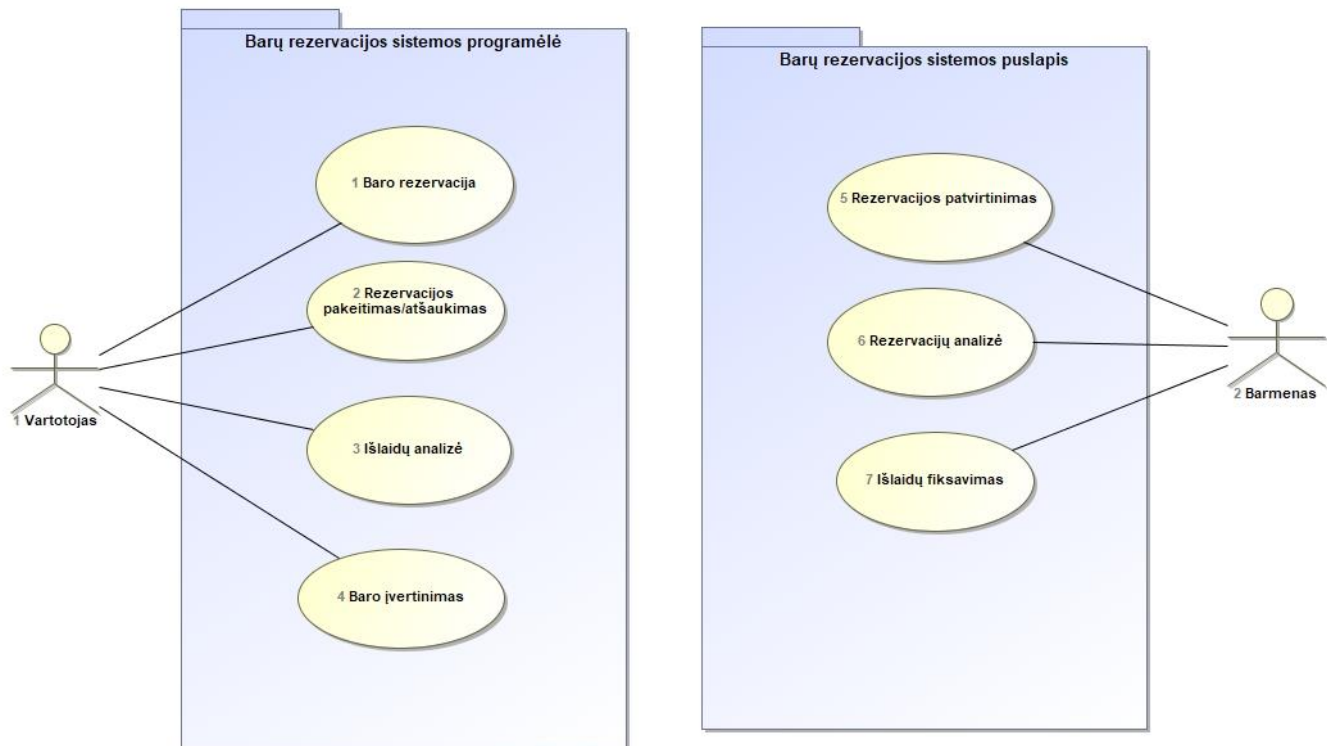 Barų rezervacijos sistemos programėlė
1 Baro rezervacija
2 Rezervacijos
pakeitimas/atšaukimas
3 Išlaidų analizė
4 Baro įvertinimas
1 Vartotojas
Barų rezervacijos sistemos puslapis
5 Rezervacijos patvirtinimas
6 Rezervacijų analizė
7 Išlaidų fiksavimas
2 Barmenas